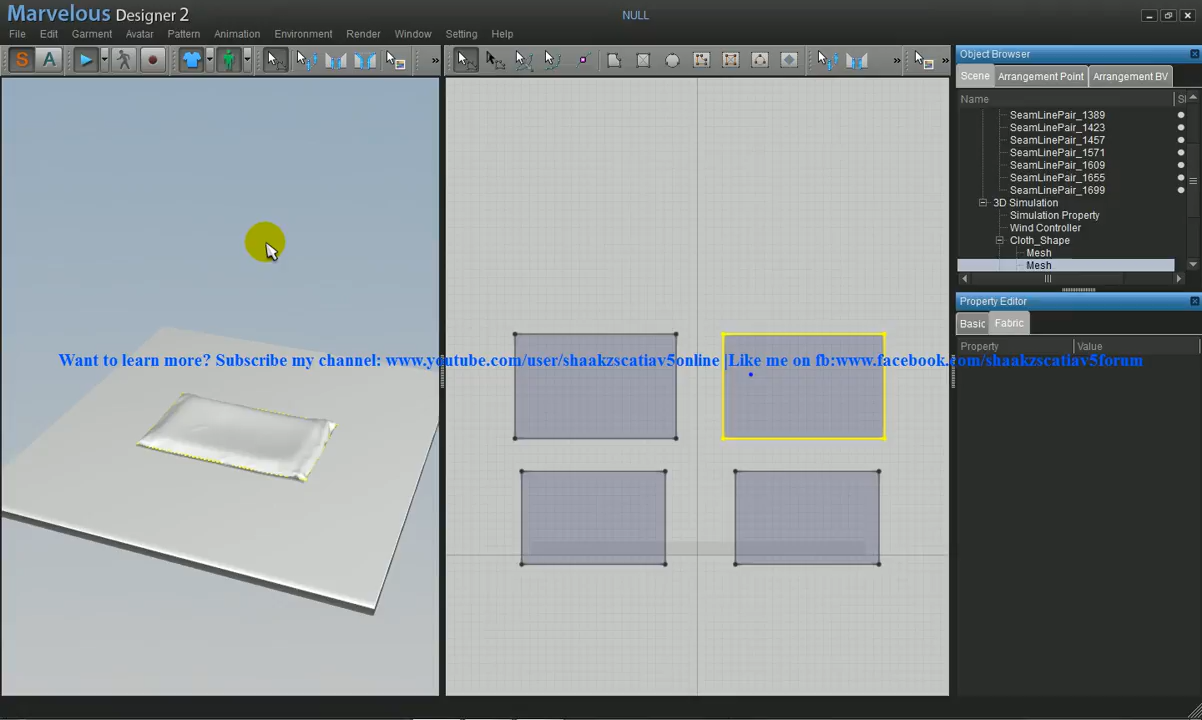 Marvelous Designer 2
NULL
File Edit Garment Avatar Pattern Animation Environment Render Window Setting Help
S A
» » »
Object Browser
Scene Arrangement Point Arrangement BV
Name
SeamLinePair_1389
SeamLinePair_1423
SeamLinePair_1457
SeamLinePair_1571
SeamLinePair_1609
SeamLinePair_1655
SeamLinePair_1699
3D Simulation
Simulation Property
Wind Controller
Cloth_Shape
Mesh
Mesh
Property Editor
Basic Fabric
Property Value
Want to learn more? Subscribe my channel: www.youtube.com/user/shaakzscatiav5online |Like me on fb:www.facebook.com/shaakzscatiav5forum